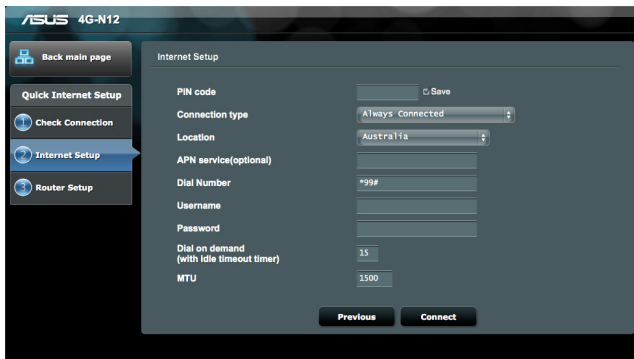 ASUS 4G-N12
Back main page
Quick Internet Setup
1 Check Connection
2 Internet Setup
3 Router Setup
Internet Setup
PIN code Save
Connection type Always Connected
Location Australia
APN service(optional)
Dial Number *99#
Username
Password
Dial on demand
(with idle timeout timer) 15
MTU 1500
Previous Connect